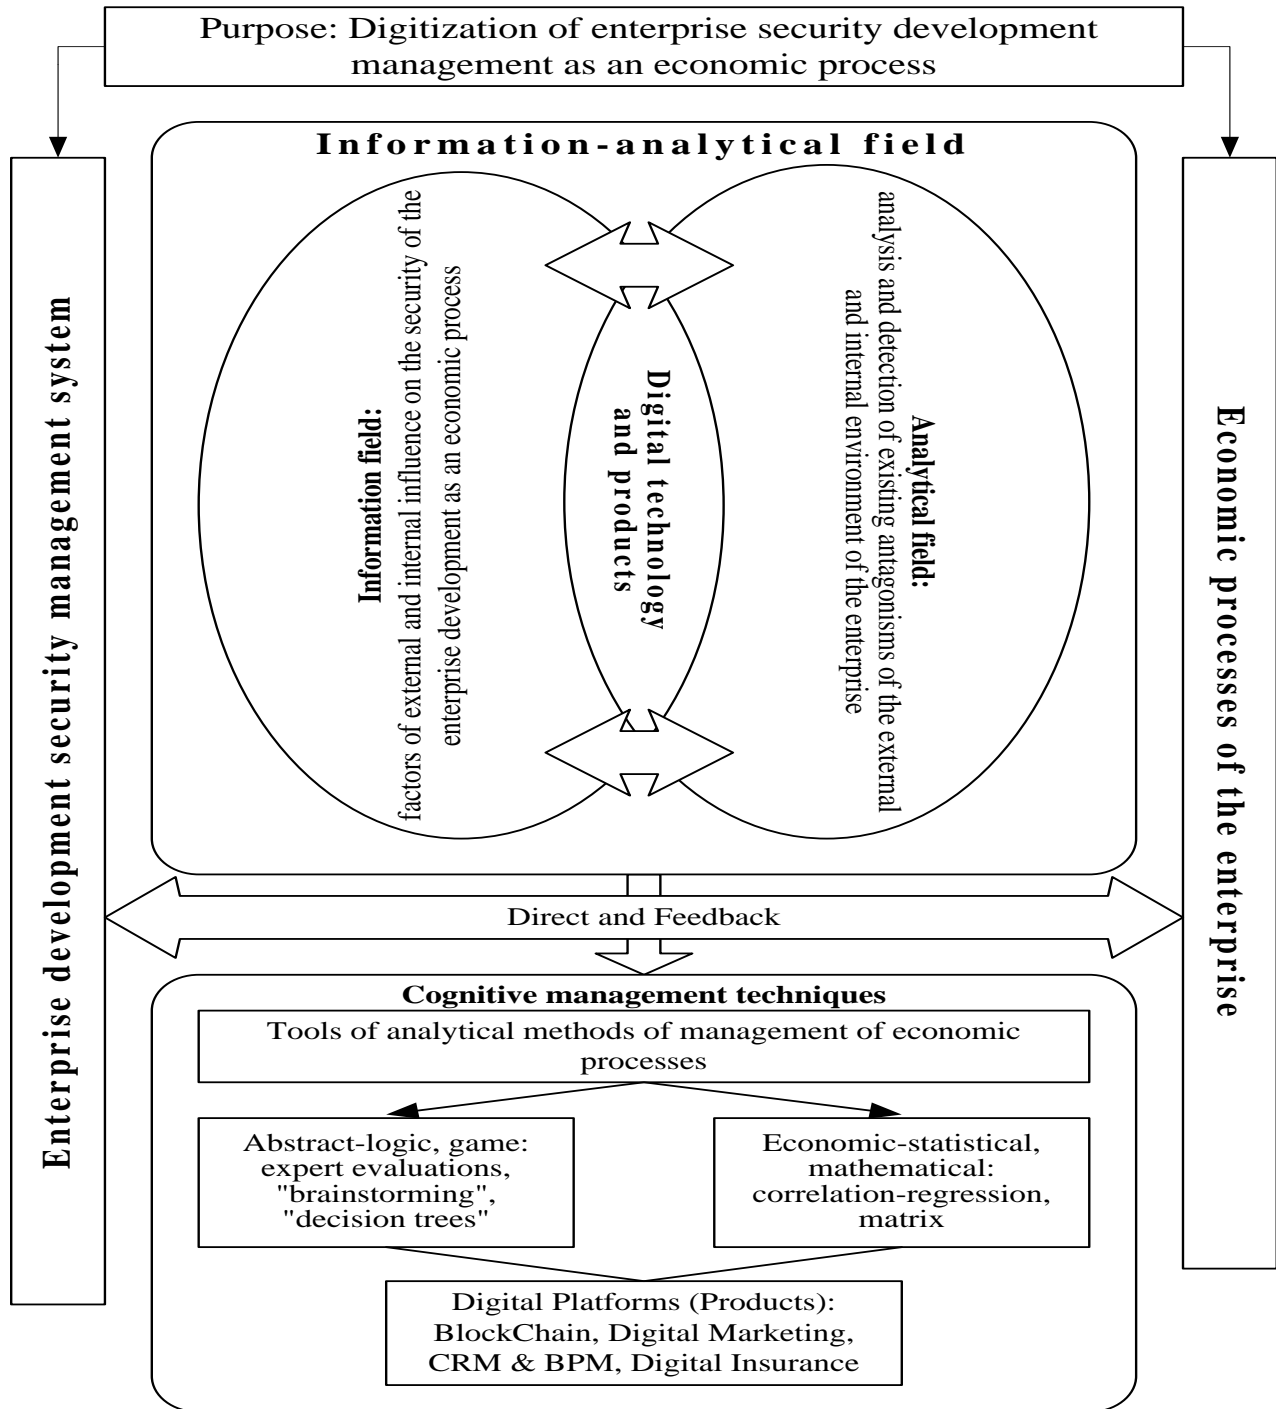 Purpose: Digitization of enterprise security development
management as an economic process
Enterprise development security management system
Information-analytical field
Information field:
factors of external and internal influence on the security of the
enterprise development as an economic process
Digital technology
and products
Analytical field:
analysis and detection of existing antagonisms of the external
and internal environment of the enterprise
Economic processes of the enterprise
Direct and Feedback
Cognitive management techniques
Tools of analytical methods of management of economic
processes
Abstract-logic, game:
expert evaluations,
"brainstorming",
"decision trees"
Economic-statistical,
mathematical:
correlation-regression,
matrix
Digital Platforms (Products):
BlockChain, Digital Marketing,
CRM & BPM, Digital Insurance